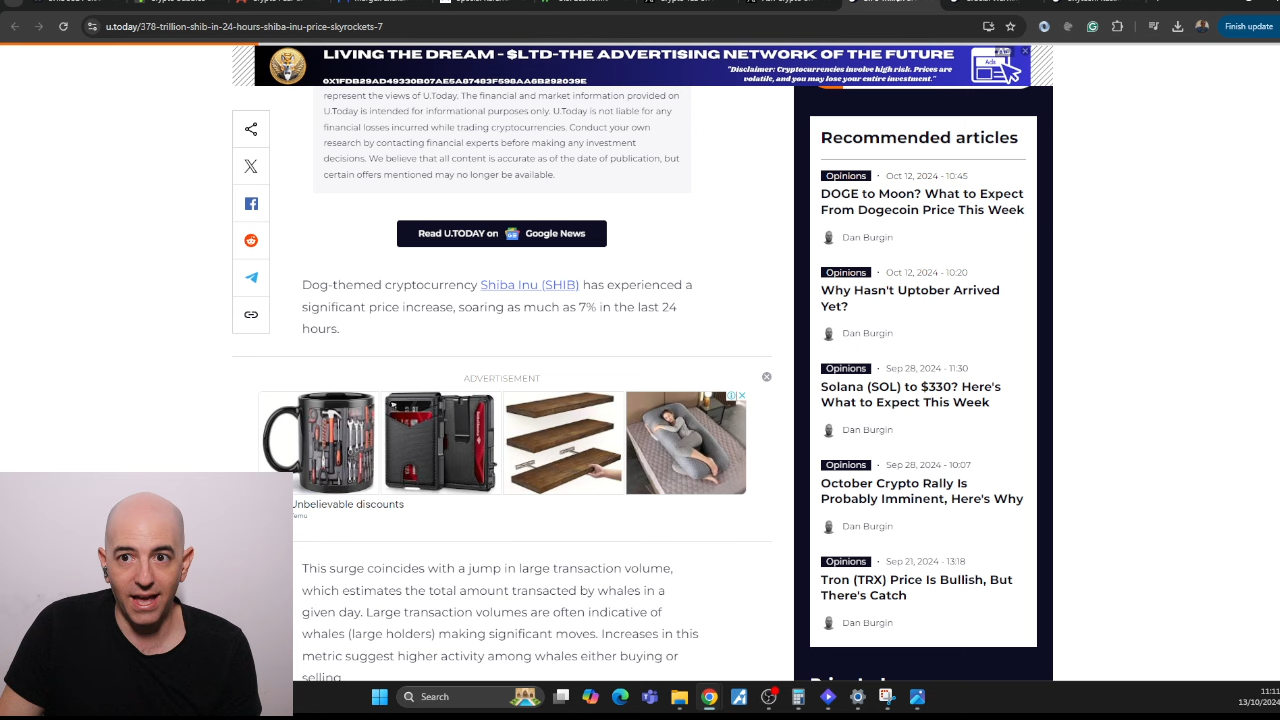 u.today/378-trillion-shib-in-24-hours-shiba-inu-price-skyrockets-7
Finish update
LIVING THE DREAM - $LTD-THE ADVERTISING NETWORK OF THE FUTURE
"Disclaimer: Cryptocurrencies involve high risk. Prices are
volatile, and you may lose your entire investment."
Ads
represent the views of U.Today. The financial and market information provided on
U.Today is intended for informational purposes only. U.Today is not liable for any
financial losses incurred while trading cryptocurrencies. Conduct your own
research by contacting financial experts before making any investment
decisions. We believe that all content is accurate as of the date of publication, but
certain offers mentioned may no longer be available.
Read U.TODAY on Google News
Dog-themed cryptocurrency Shiba Inu (SHIB) has experienced a
significant price increase, soaring as much as 7% in the last 24
hours.
ADVERTISEMENT
Unbelievable discounts
Temu
This surge coincides with a jump in large transaction volume,
which estimates the total amount transacted by whales in a
given day. Large transaction volumes are often indicative of
whales (large holders) making significant moves. Increases in this
metric suggest higher activity among whales either buying or
selling.
Recommended articles
Opinions · Oct 12, 2024 - 10:45
DOGE to Moon? What to Expect
From Dogecoin Price This Week
Dan Burgin
Opinions · Oct 12, 2024 - 10:20
Why Hasn't Uptober Arrived
Yet?
Dan Burgin
Opinions · Sep 28, 2024 - 11:30
Solana (SOL) to $330? Here's
What to Expect This Week
Dan Burgin
Opinions · Sep 28, 2024 - 10:07
October Crypto Rally Is
Probably Imminent, Here's Why
Dan Burgin
Opinions · Sep 21, 2024 - 13:18
Tron (TRX) Price Is Bullish, But
There's Catch
Dan Burgin
Search
11:11
13/10/2024